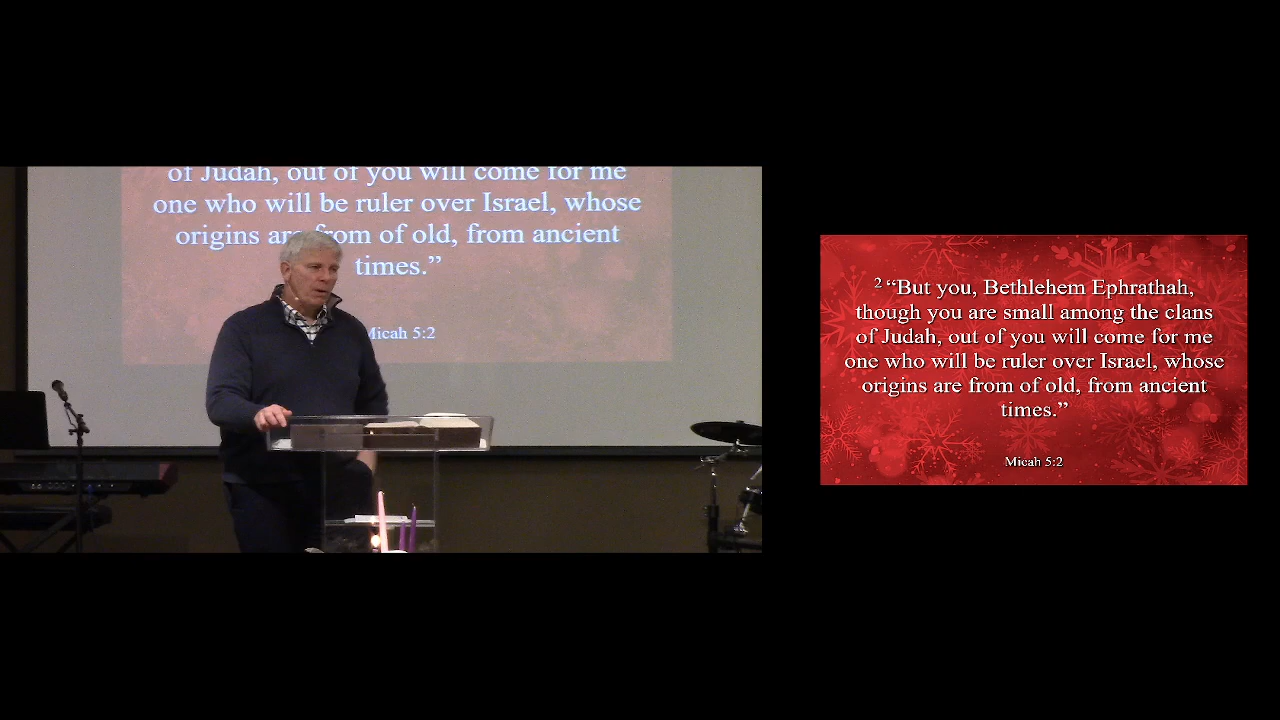 of Judah, out of you will come for me
one who will be ruler over Israel, whose
origins are from of old, from ancient
times.”
Micah 5:2
2 “But you, Bethlehem Ephrathah,
though you are small among the clans
of Judah, out of you will come for me
one who will be ruler over Israel, whose
origins are from of old, from ancient
times.”
Micah 5:2